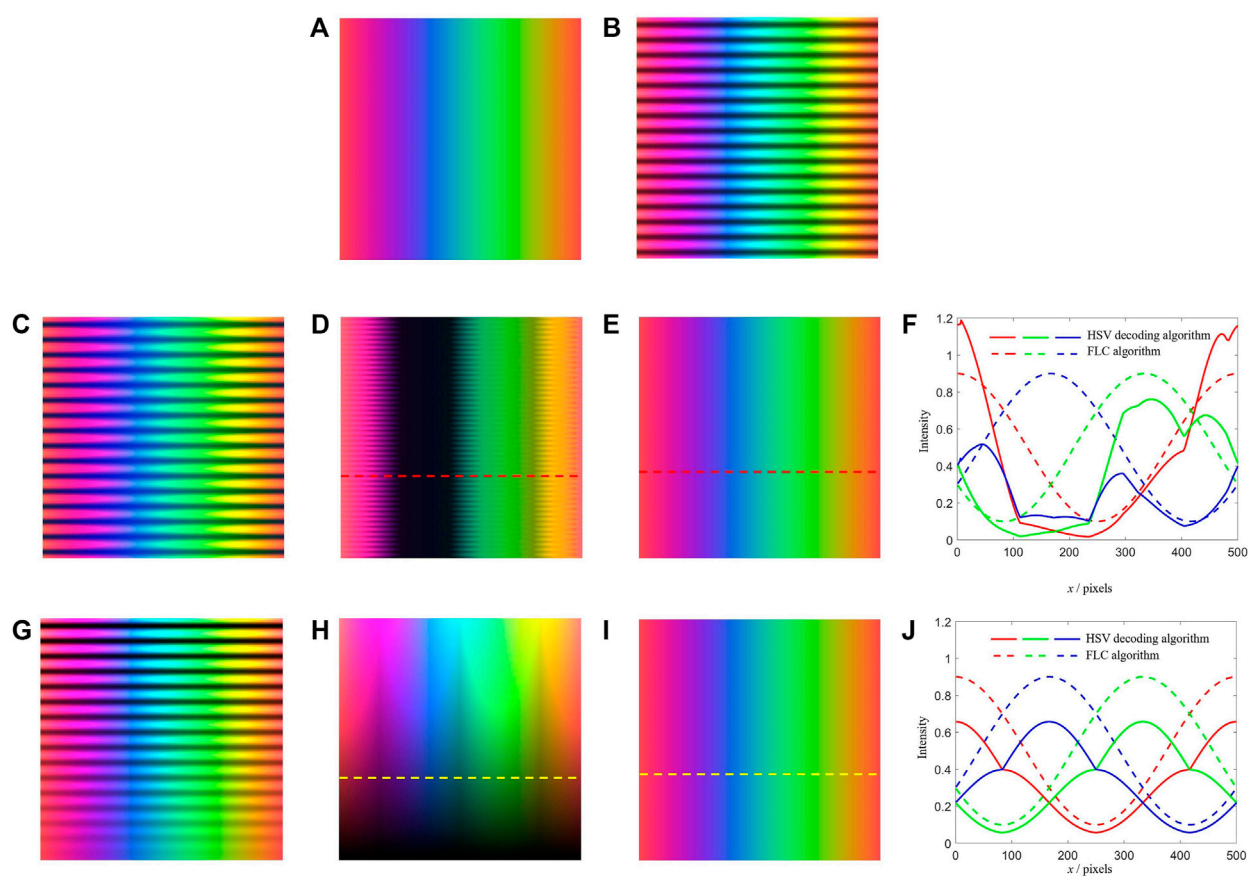 A
B
C
D
E
F
1.2
1
0.8
0.6
0.4
0.2
0
Intensity
HSV decoding algorithm
FLC algorithm
0
100
200
300
400
500
x / pixels
G
H
I
J
1.2
1
0.8
0.6
0.4
0.2
0
Intensity
HSV decoding algorithm
FLC algorithm
0
100
200
300
400
500
x / pixels